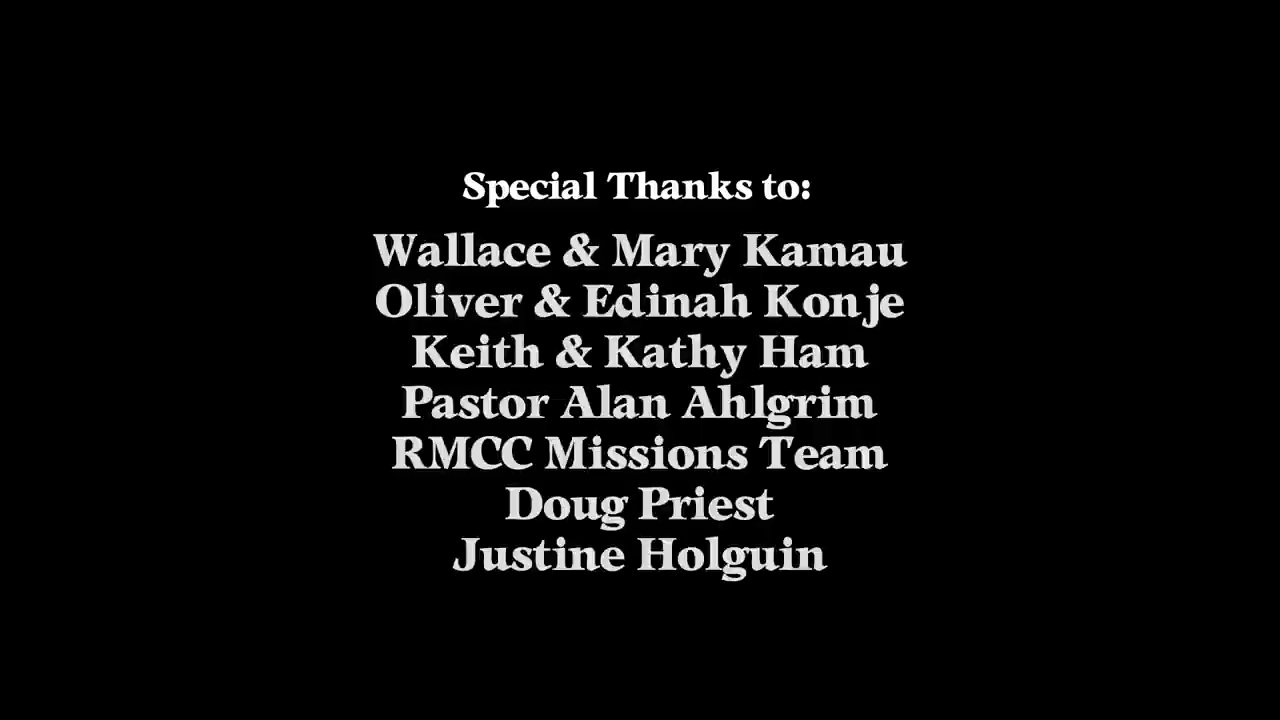 Special Thanks to:
Wallace & Mary Kamau
Oliver & Edinah Konje
Keith & Kathy Ham
Pastor Alan Ahlgrim
RMCC Missions Team
Doug Priest
Justine Holguin